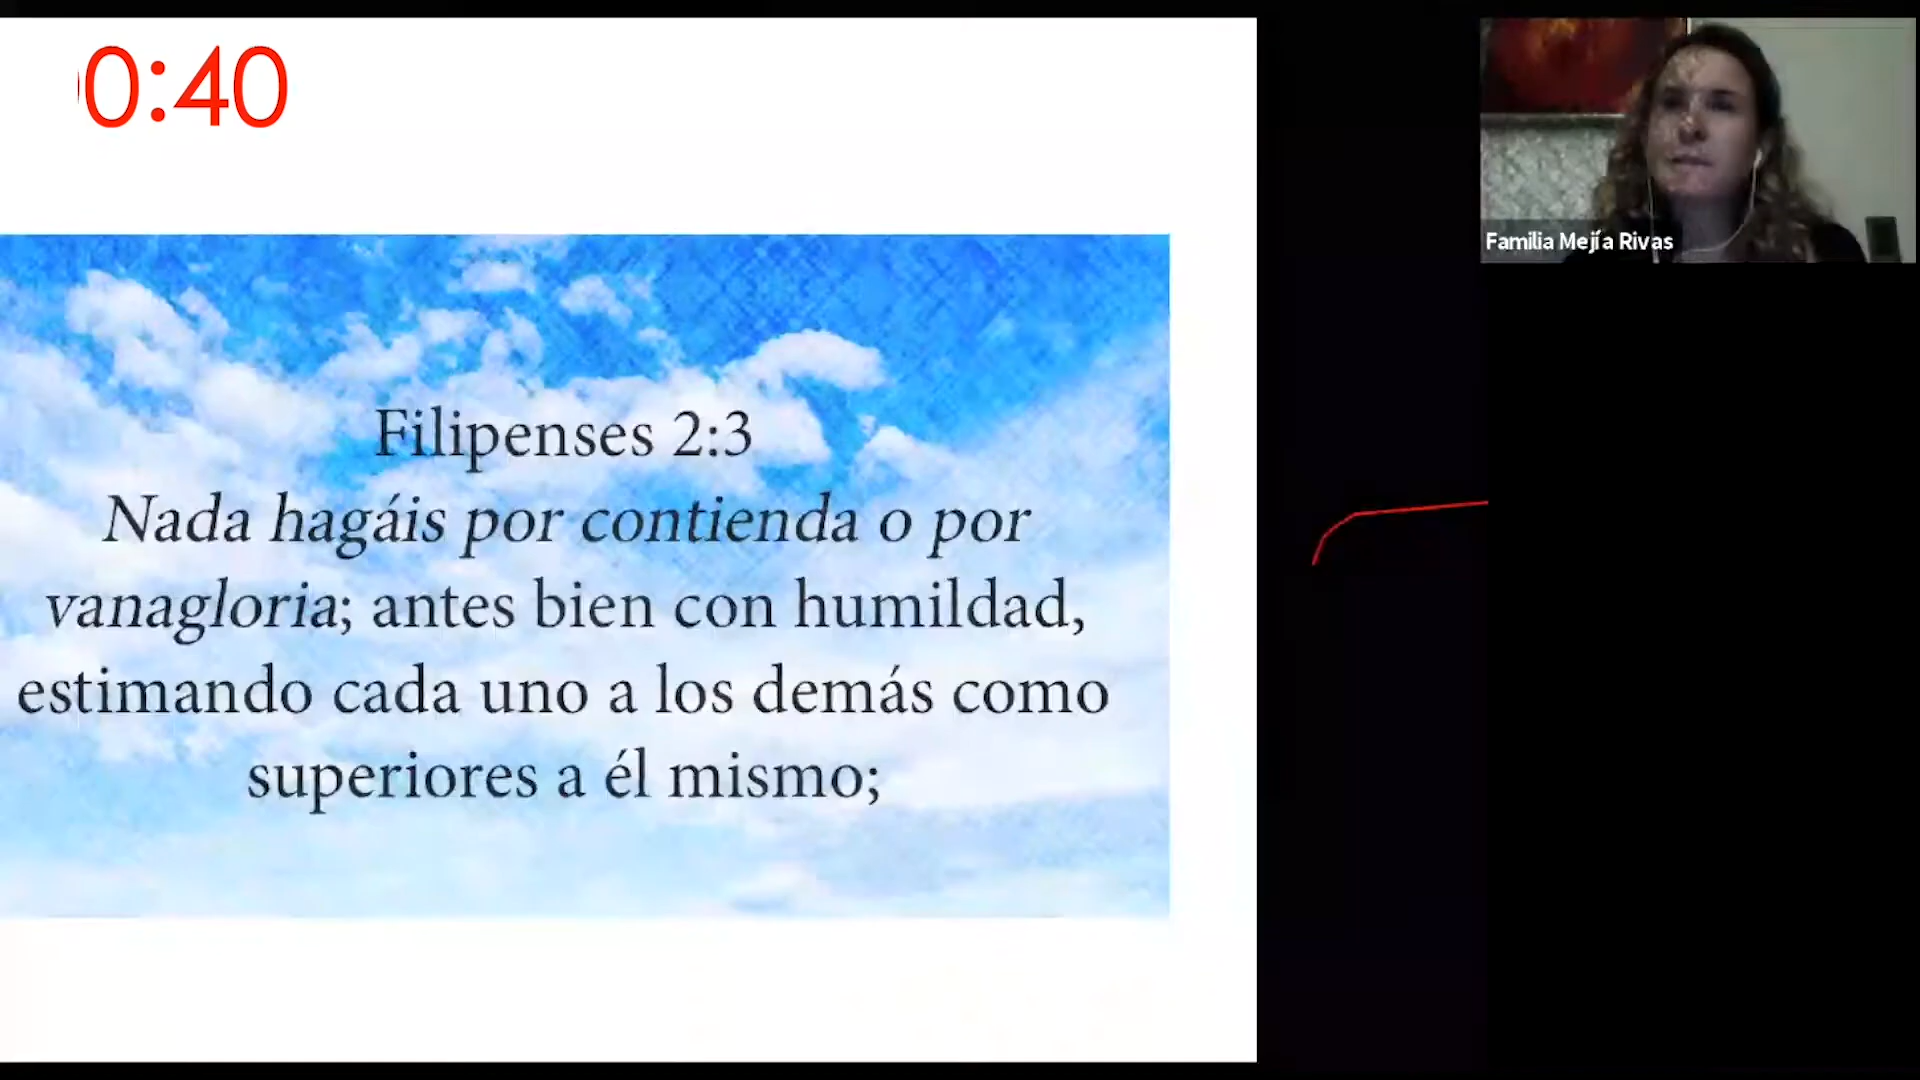 0:40
Familia Mejía Rivas
Filipenses 2:3
Nada hagáis por contienda o por
vanagloria; antes bien con humildad,
estimando cada uno a los demás como
superiores a él mismo;